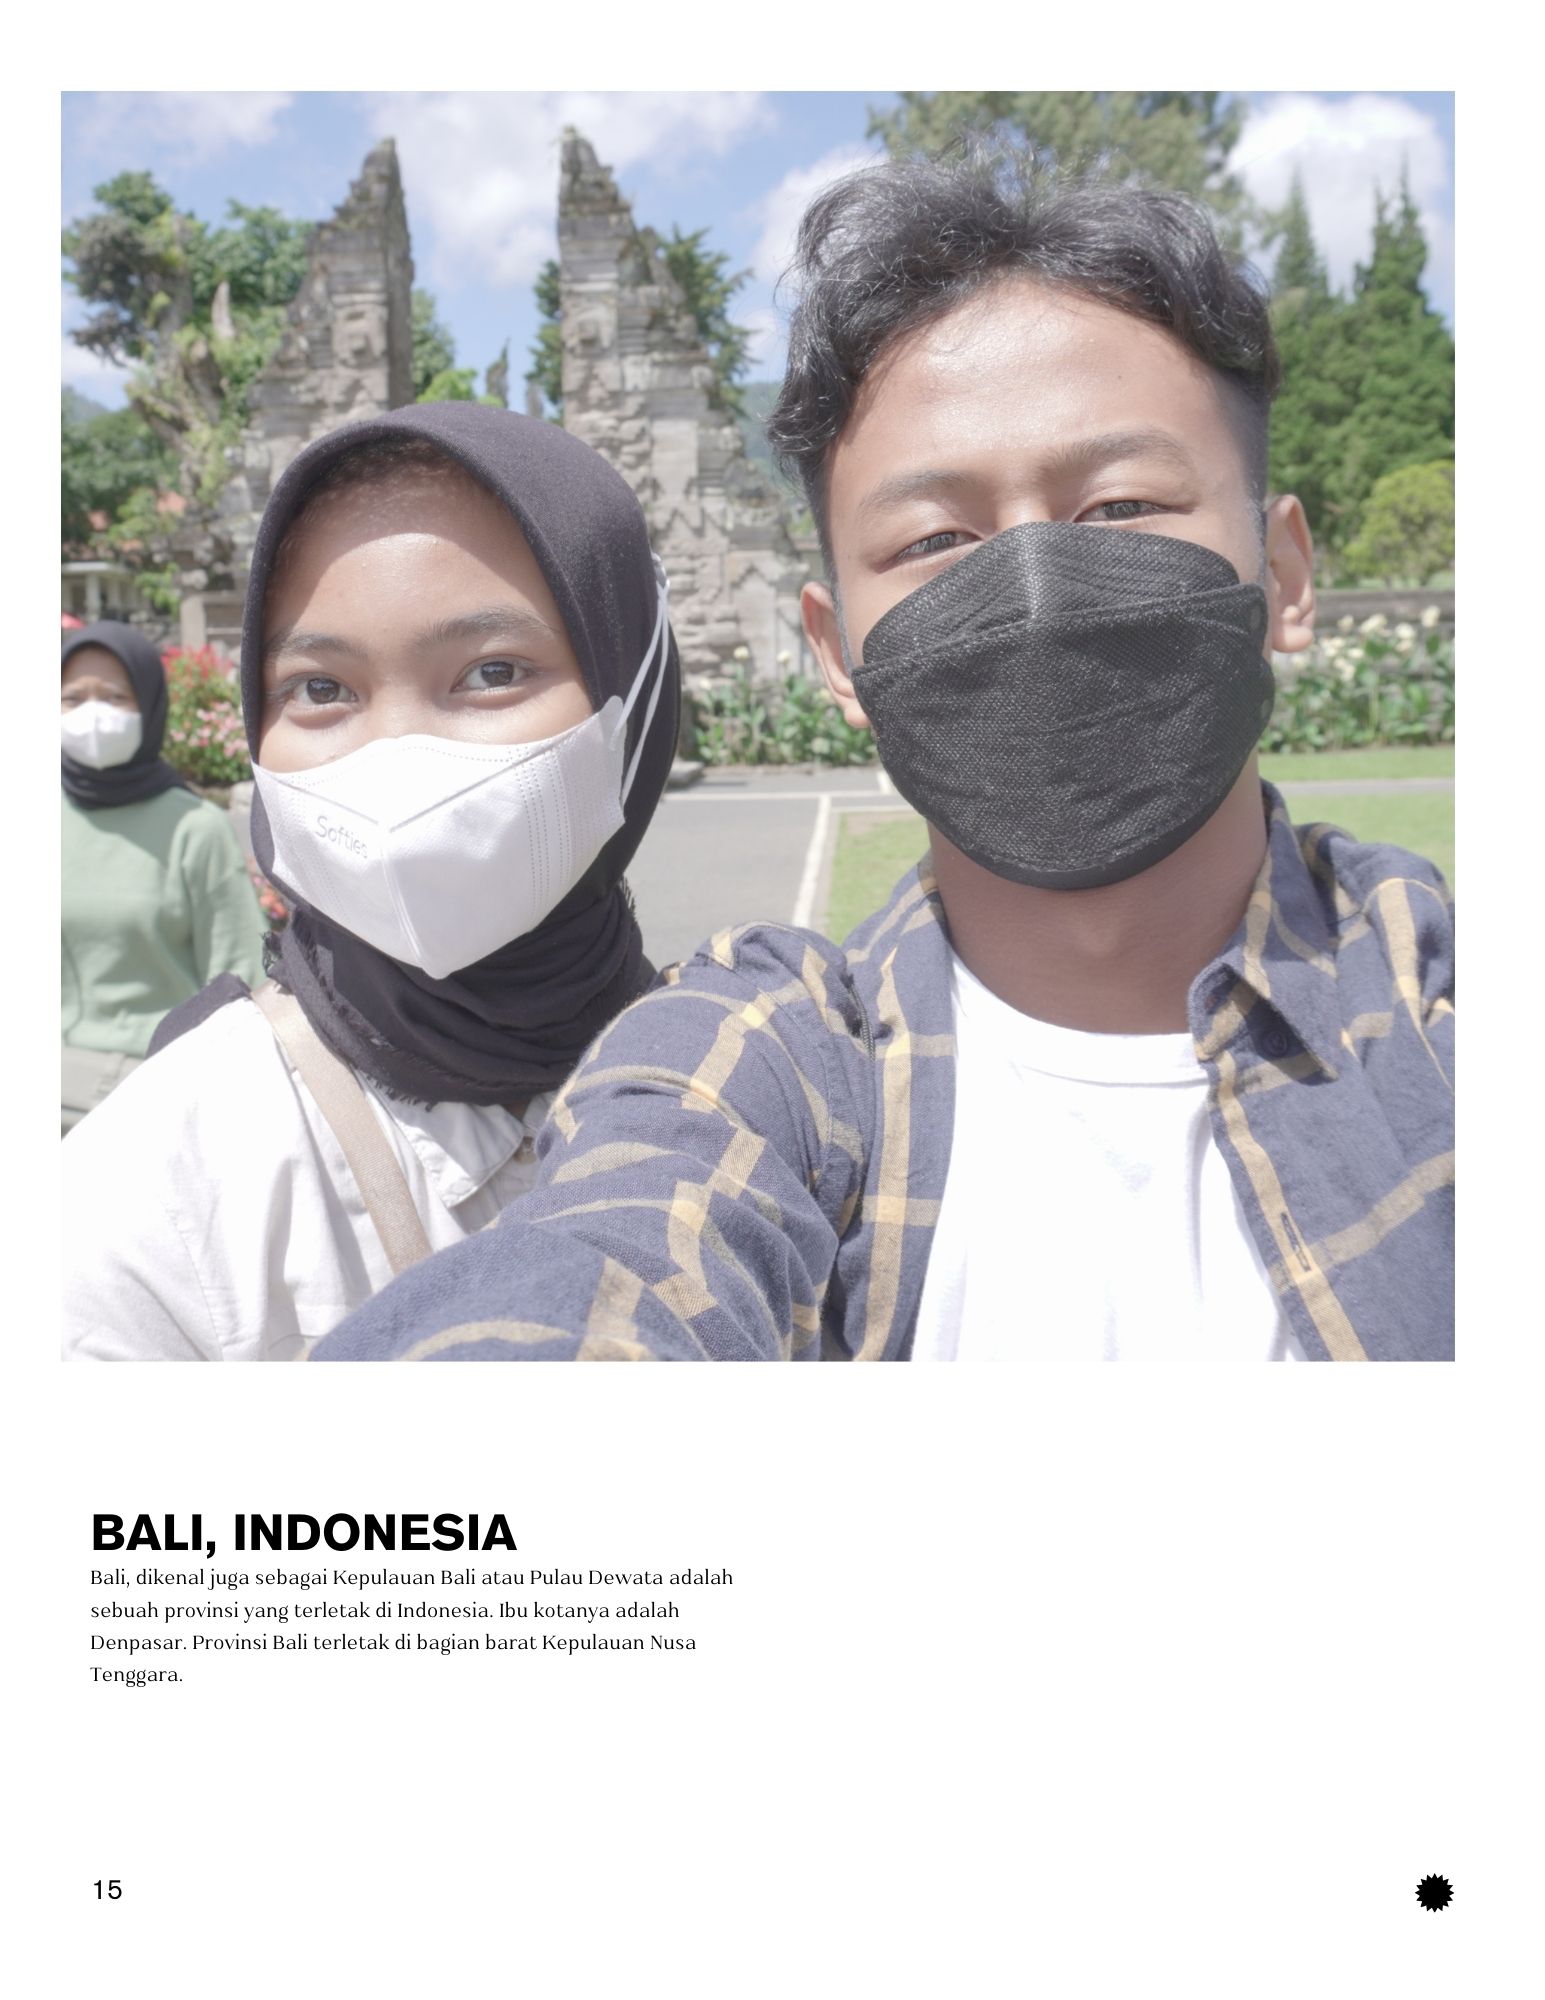 Softies
BALI, INDONESIA
Bali, dikenal juga sebagai Kepulauan Bali atau Pulau Dewata adalah
sebuah provinsi yang terletak di Indonesia. Ibu kotanya adalah
Denpasar. Provinsi Bali terletak di bagian barat Kepulauan Nusa
Tenggara.
15